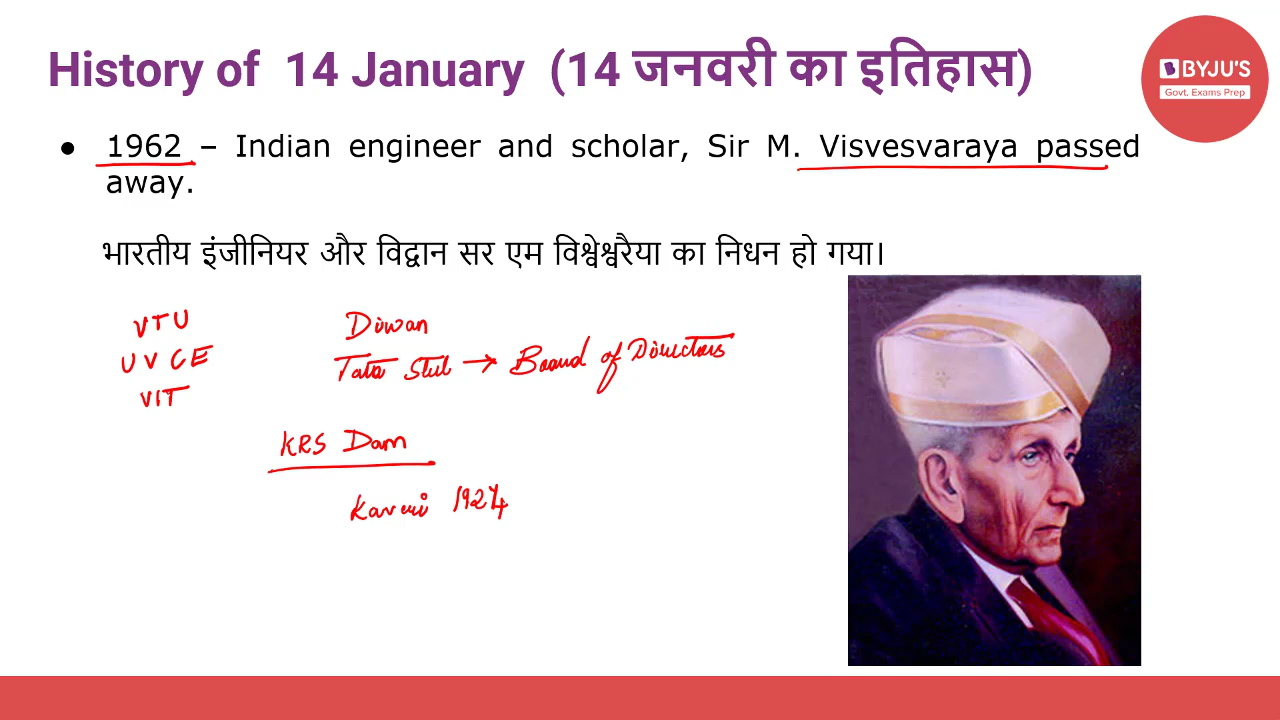 History of 14 January (14 जनवरी का इतिहास)
BYJU'S
Govt. Exams Prep
● 1962 – Indian engineer and scholar, Sir M. Visvesvaraya passed
away.
भारतीय इंजीनियर और विद्वान सर एम विश्वेश्वरैया का निधन हो गया।
VTU
UVCE
VIT
Diwan
Tata Steel → Board of Directors
KRS Dam
Kaveri 1924